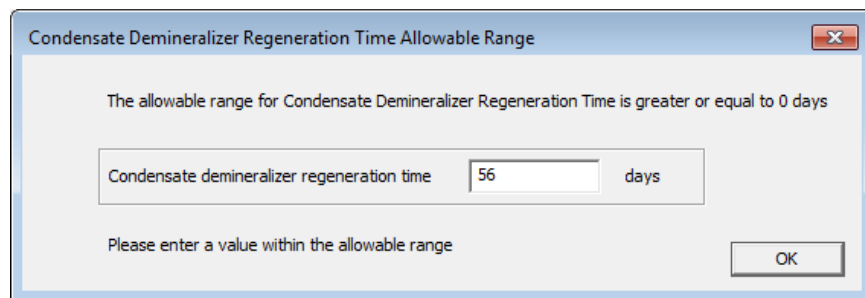 Condensate Demineralizer Regeneration Time Allowable Range
The allowable range for Condensate Demineralizer Regeneration Time is greater or equal to 0 days
Condensate demineralizer regeneration time 56 days
Please enter a value within the allowable range
OK